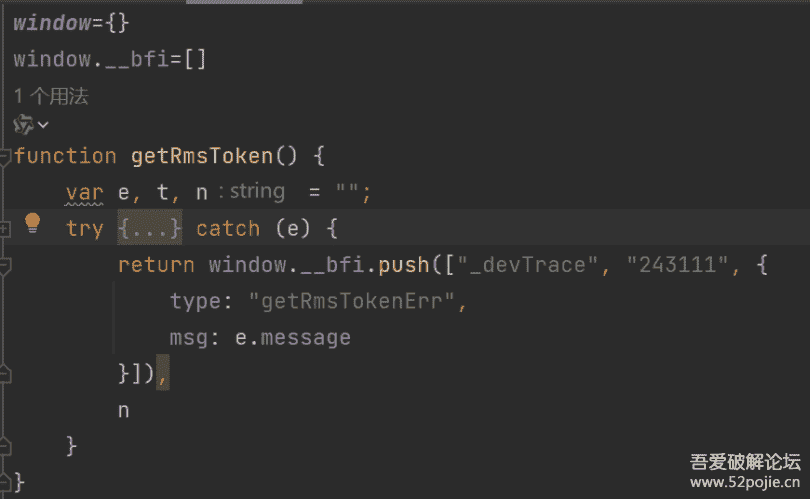 window={}
window.__bfi=[]
1 个用法
function getRmsToken() {
    var e, t, n : string = "";
    try {...} catch (e) {
        return window.__bfi.push(["_devTrace", "243111", {
            type: "getRmsTokenErr",
            msg: e.message
        }]),
        n
    }
}
吾爱破解论坛
www.52pojie.cn